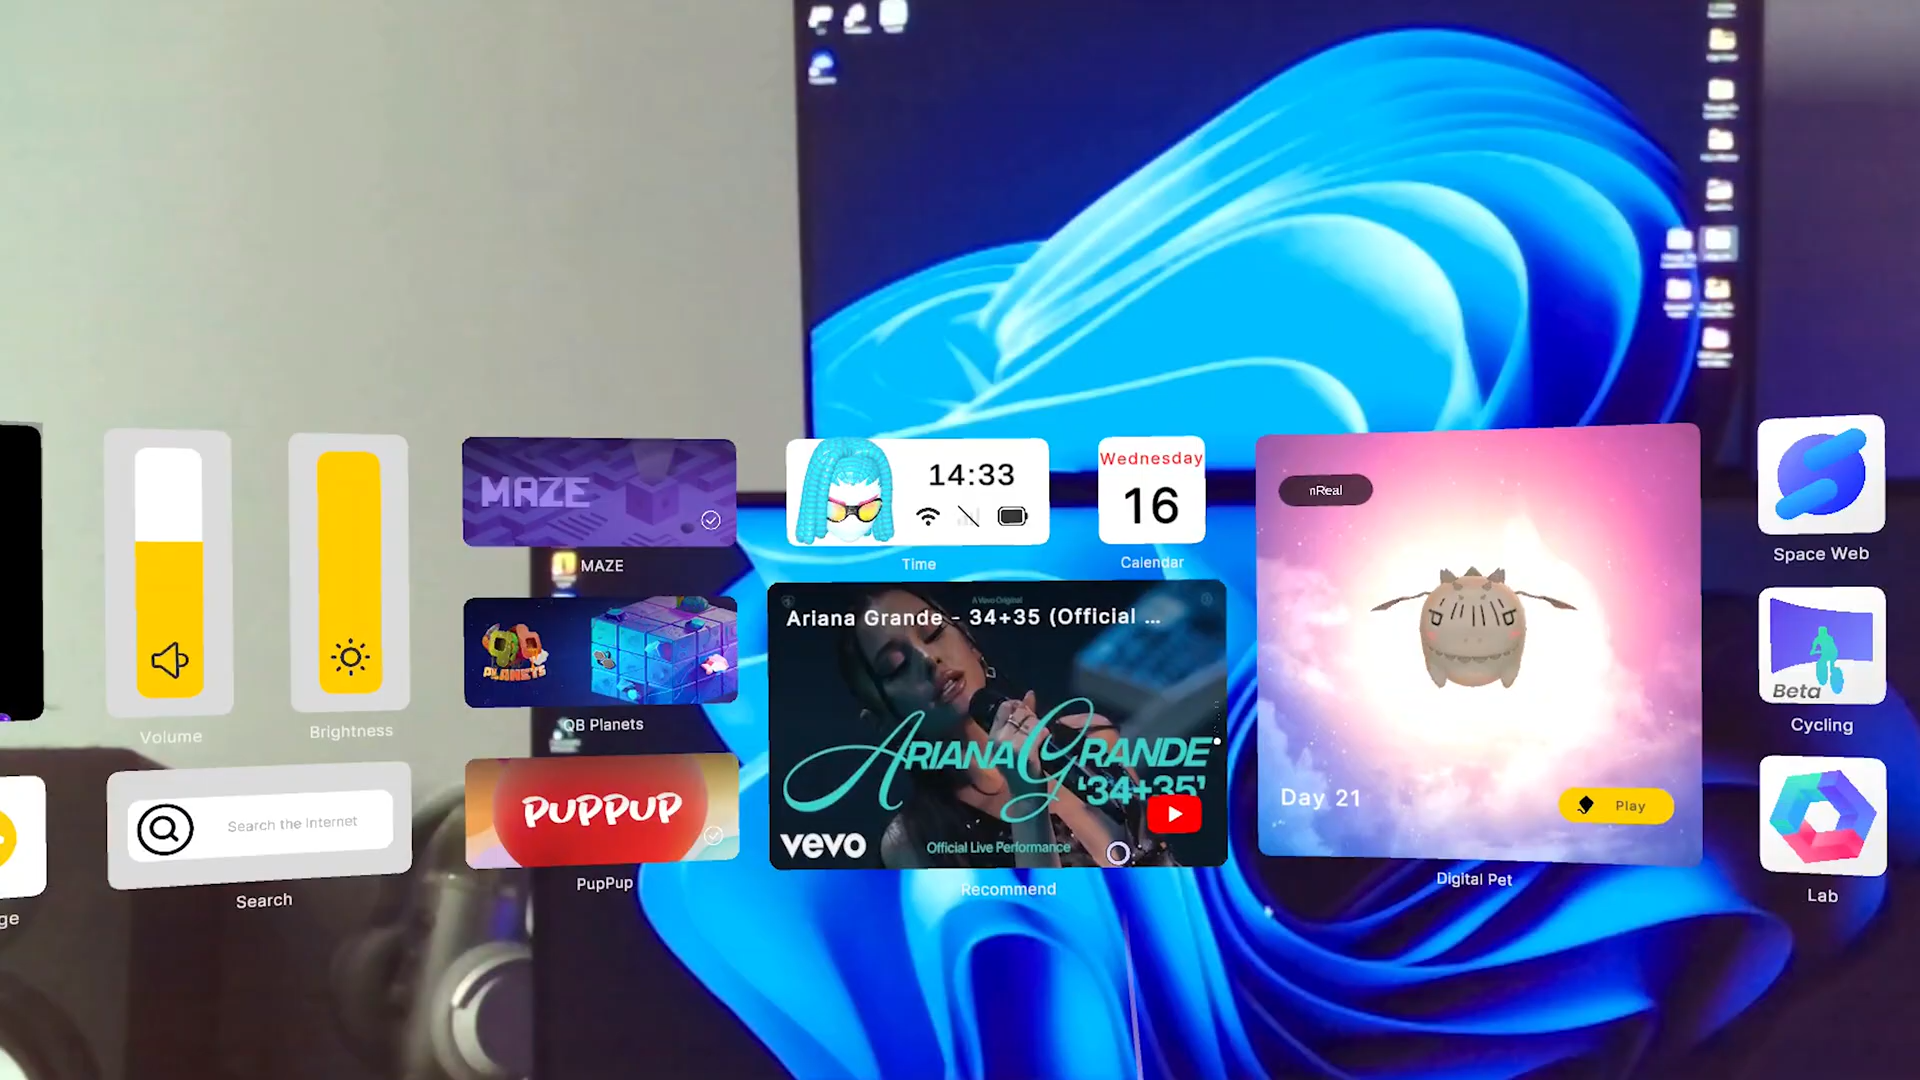 Volume
Brightness
ge
Search the Internet
Search
MAZE
MAZE
PLANETS
QB Planets
PUPPUP
PupPup
14:33
Time
Wednesday
16
Calendar
A Vevo Original
Ariana Grande - 34+35 (Official ...
ARIANA GRANDE
'34+35'
vevo
Official Live Performance
Recommend
nReal
Day 21
Play
Digital Pet
Space Web
Beta
Cycling
Lab